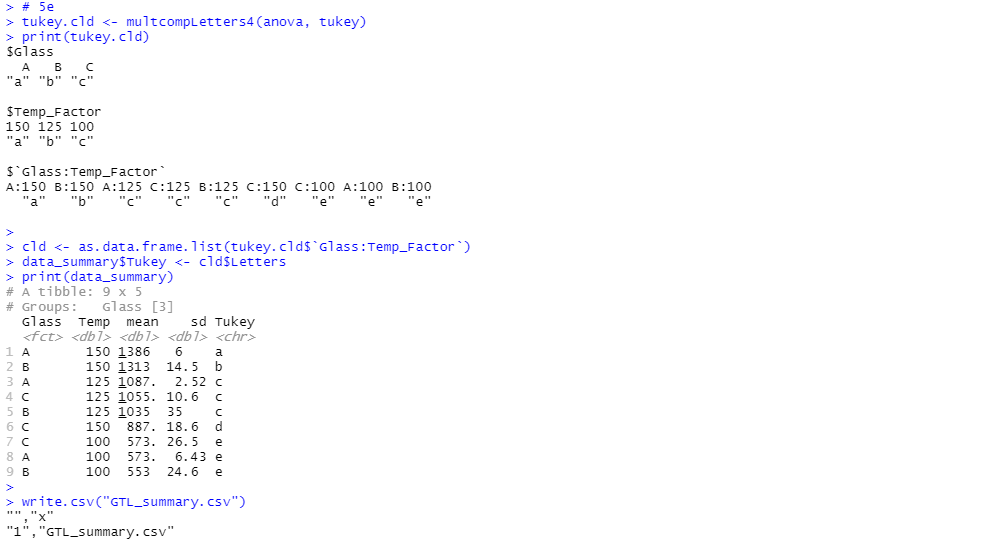 > # 5e
> tukey.cld <- multcompLetters4(anova, tukey)
> print(tukey.cld)
$Glass
  A   B   C
"a" "b" "c"
$Temp_Factor
150 125 100
"a" "b" "c"
$`Glass:Temp_Factor`
A:150 B:150 A:125 C:125 B:125 C:150 C:100 A:100 B:100
  "a"   "b"   "c"   "c"   "c"   "d"   "e"   "e"   "e"
>
> cld <- as.data.frame.list(tukey.cld$`Glass:Temp_Factor`)
> data_summary$Tukey <- cld$Letters
> print(data_summary)
# A tibble: 9 x 5
# Groups:   Glass [3]
  Glass  Temp  mean    sd Tukey
  <fct> <dbl> <dbl> <dbl> <chr>
1 A       150 1386   6    a
2 B       150 1313  14.5  b
3 A       125 1087.  2.52 c
4 C       125 1055. 10.6  c
5 B       125 1035  35    c
6 C       150  887. 18.6  d
7 C       100  573. 26.5  e
8 A       100  573.  6.43 e
9 B       100  553  24.6  e
>
> write.csv("GTL_summary.csv")
"","x"
"1","GTL_summary.csv"